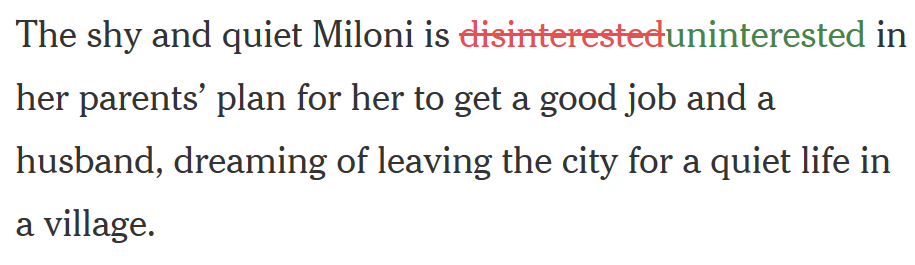 The shy and quiet Miloni is disinteresteduninterested in
her parents’ plan for her to get a good job and a
husband, dreaming of leaving the city for a quiet life in
a village.